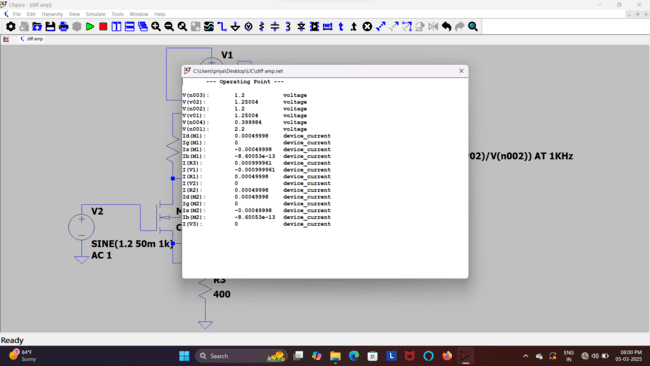 LTspice - [diff amp]
File Edit Hierarchy View Simulate Tools Window Help
diff amp
V1
C:\Users\priya\Desktop\LIC\diff amp.net
--- Operating Point ---
V(n003): 1.2 voltage
V(v02): 1.25004 voltage
V(n002): 1.2 voltage
V(v01): 1.25004 voltage
V(n004): 0.399984 voltage
V(n001): 2.2 voltage
Id(M1): 0.00049998 device_current
Ig(M1): 0 device_current
Is(M1): -0.00049998 device_current
Ib(M1): -8.60053e-13 device_current
I(R3): 0.000999961 device_current
I(V1): -0.000999961 device_current
I(R1): 0.00049998 device_current
I(V2): 0 device_current
I(R2): 0.00049998 device_current
Id(M2): 0.00049998 device_current
Ig(M2): 0 device_current
Is(M2): -0.00049998 device_current
Ib(M2): -8.60053e-13 device_current
I(V3): 0 device_current
02)/V(n002)) AT 1KHz
V2
SINE(1.2 50m 1k)
AC 1
R3
400
Ready
84°F
Sunny
Search
ENG
IN
08:00 PM
05-03-2025